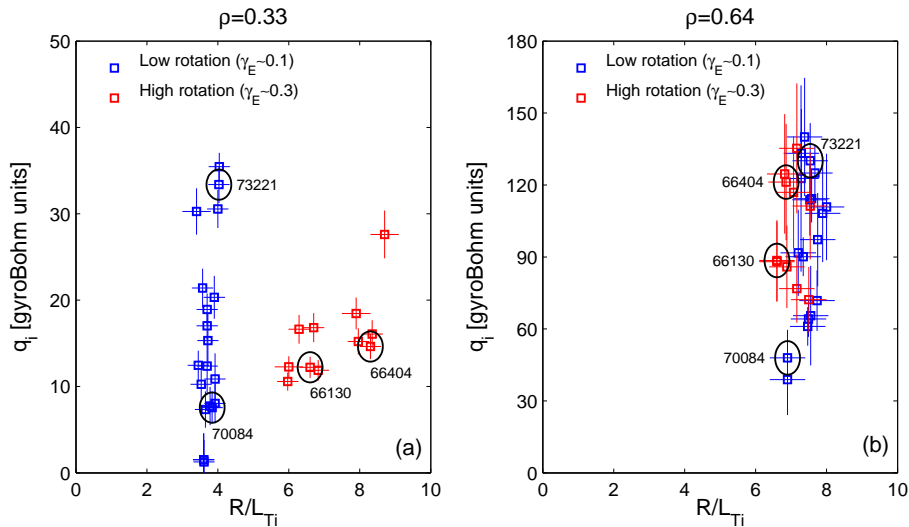 ρ=0.33
50
40
30
20
10
0
0
2
4
6
8
10
q_i [gyroBohm units]
R/L_Ti
Low rotation (γ_E~0.1)
High rotation (γ_E~0.3)
73221
70084
66130
66404
(a)
ρ=0.64
180
150
120
90
60
30
0
0
2
4
6
8
10
q_i [gyroBohm units]
R/L_Ti
Low rotation (γ_E~0.1)
High rotation (γ_E~0.3)
73221
66404
66130
70084
(b)